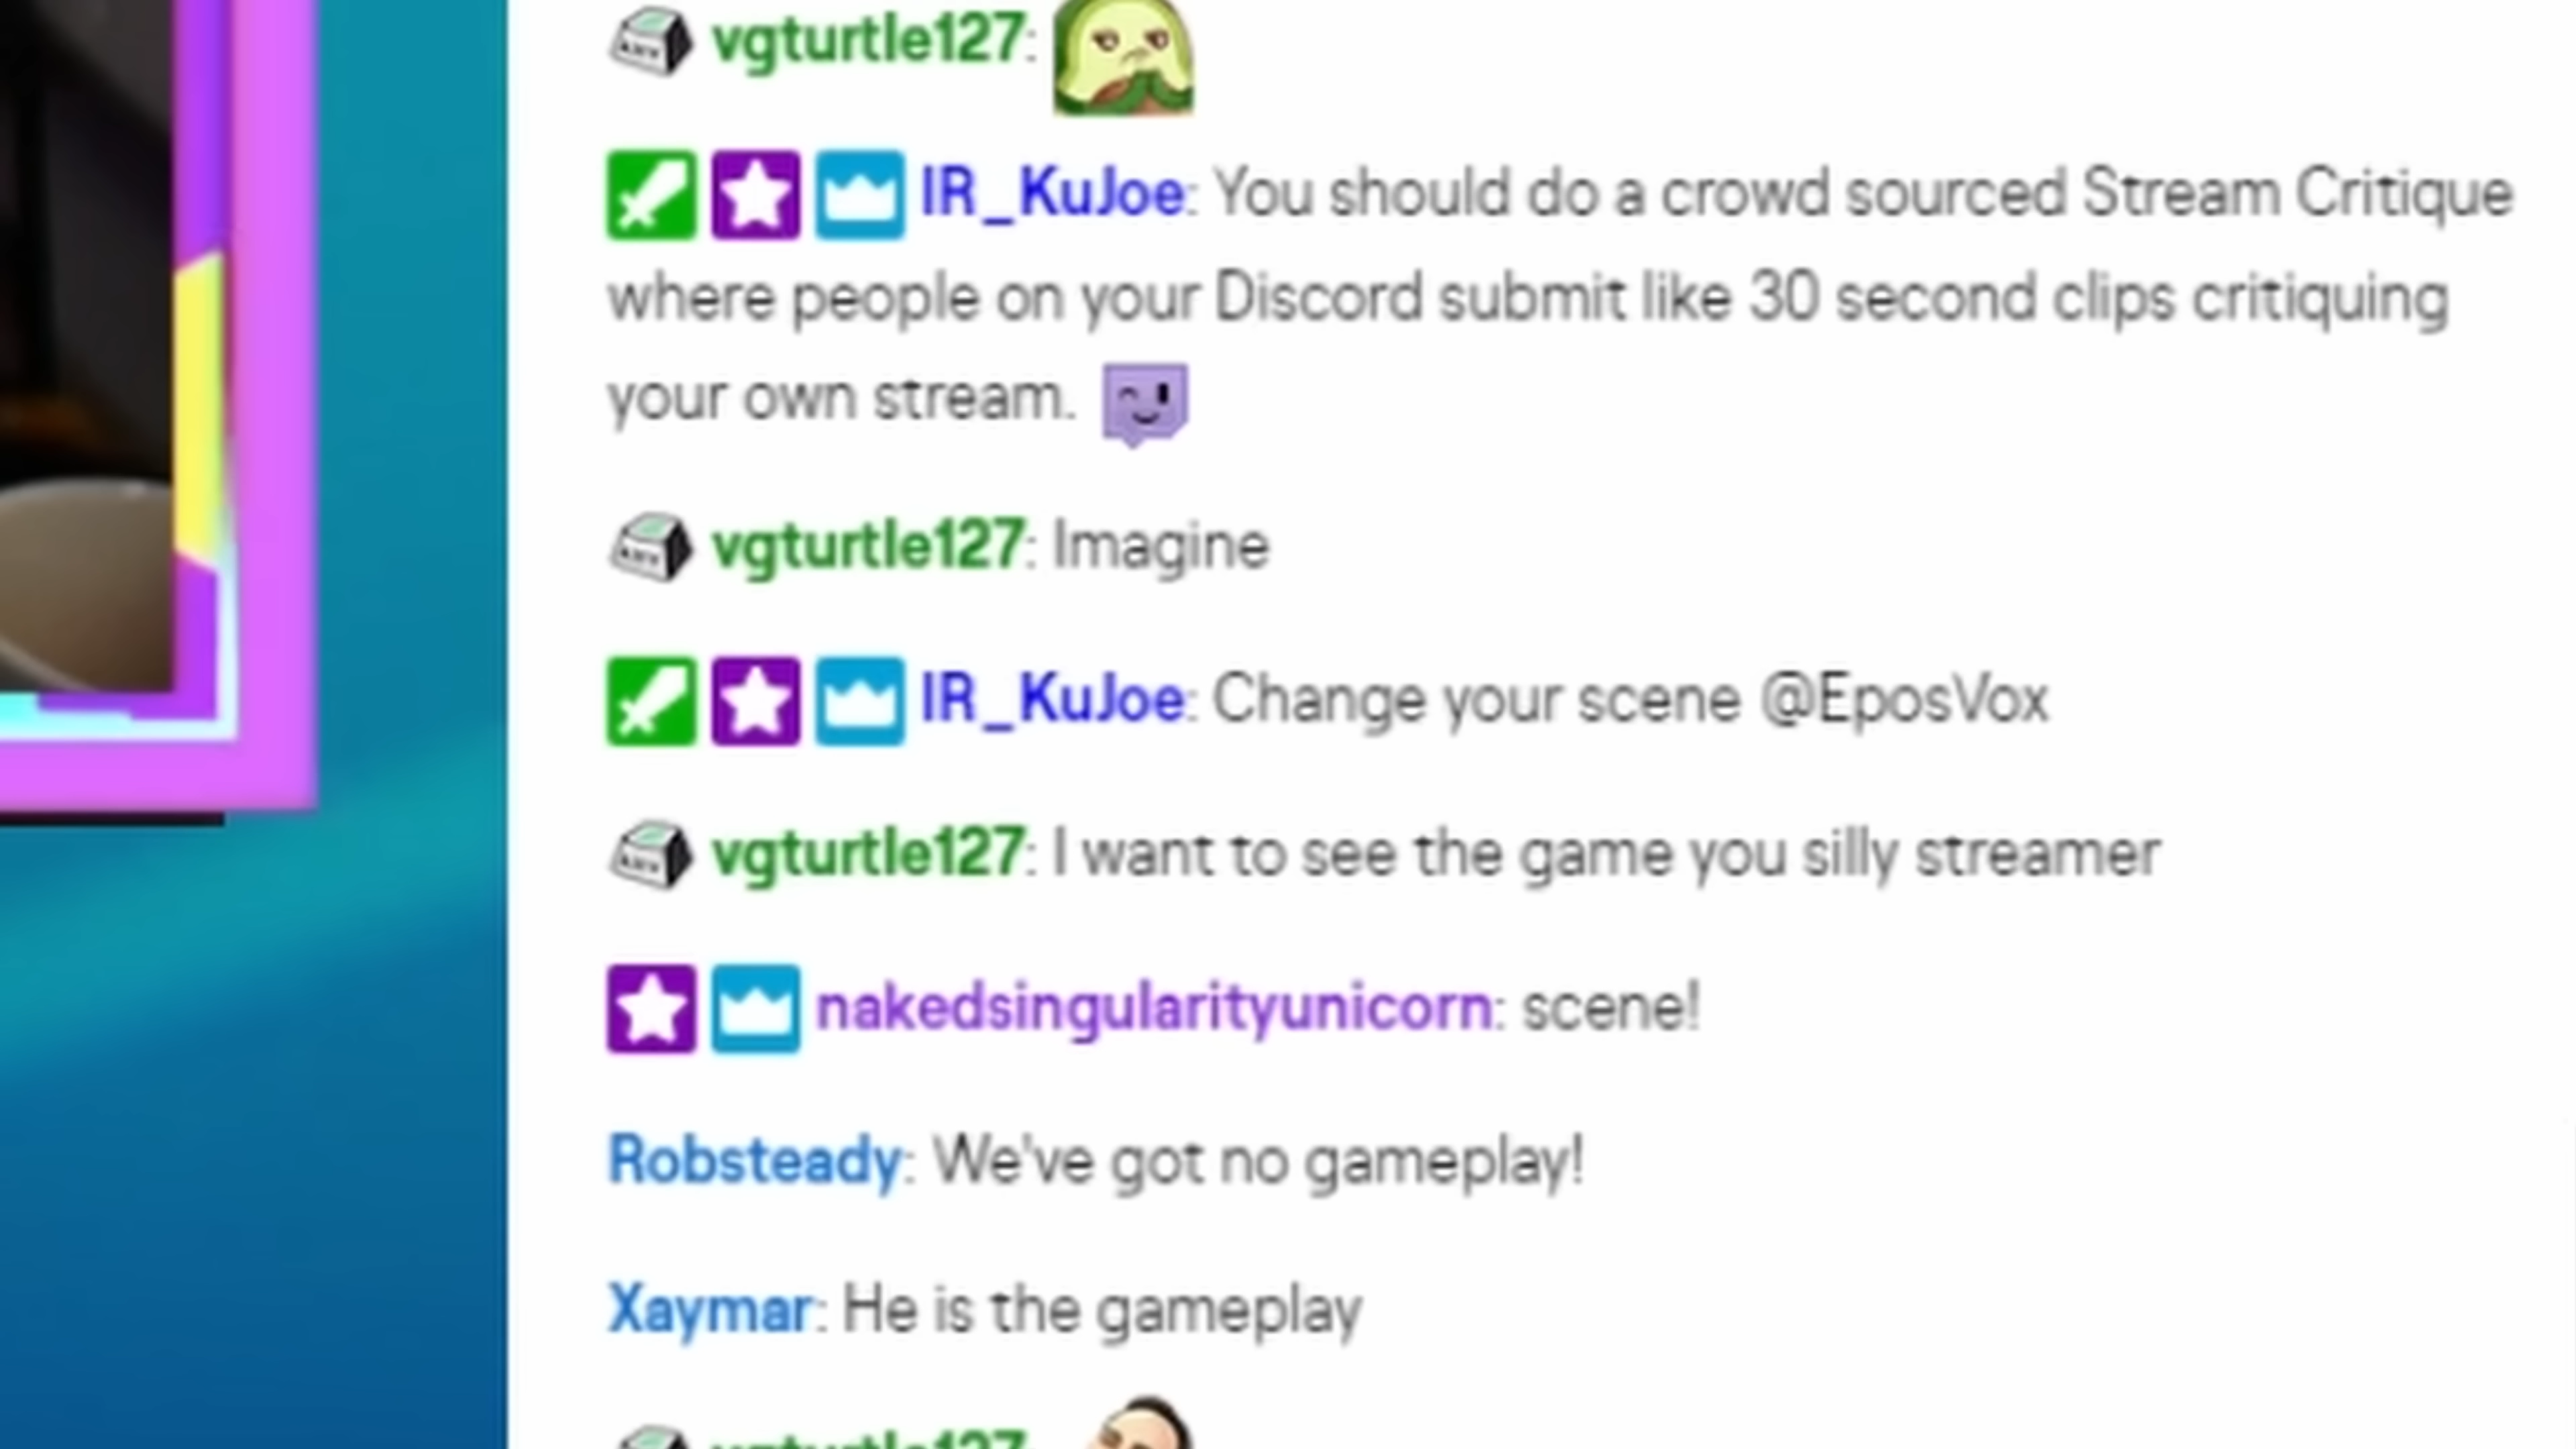 vgturtle127:
IR_KuJoe: You should do a crowd sourced Stream Critique
where people on your Discord submit like 30 second clips critiquing
your own stream.
vgturtle127: Imagine
IR_KuJoe: Change your scene @EposVox
vgturtle127: I want to see the game you silly streamer
nakedsingularityunicorn: scene!
Robsteady: We've got no gameplay!
Xaymar: He is the gameplay
vgturtle127